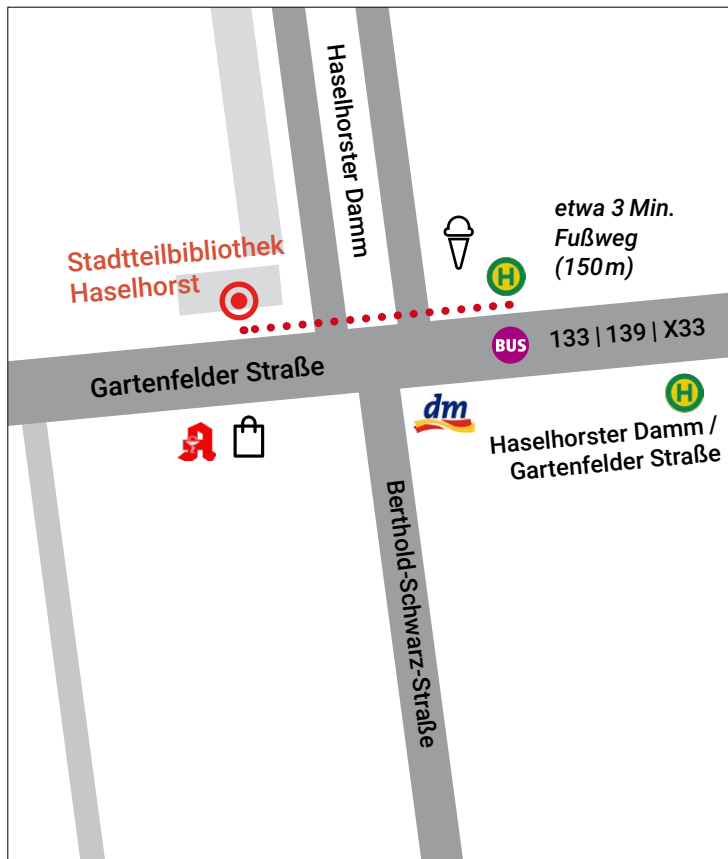 Haselhorster Damm
etwa 3 Min.
Fußweg
(150 m)
Stadtteilbibliothek
Haselhorst
H
BUS
133 | 139 | X33
Gartenfelder Straße
dm
H
Haselhorster Damm /
Gartenfelder Straße
A
Berthold-Schwarz-Straße